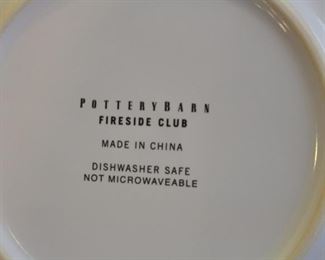 POTTERYBARN
FIRESIDE CLUB
MADE IN CHINA
DISHWASHER SAFE
NOT MICROWAVEABLE